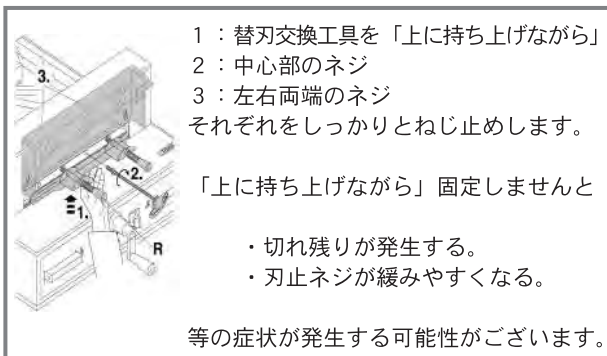 1：替刃交換工具を「上に持ち上げながら」
2：中心部のネジ
3：左右両端のネジ
それぞれをしっかりとねじ止めします。
「上に持ち上げながら」固定しませんと
・切れ残りが発生する。
・刃止ネジが緩みやすくなる。
等の症状が発生する可能性がございます。
3.
2.
1.
R